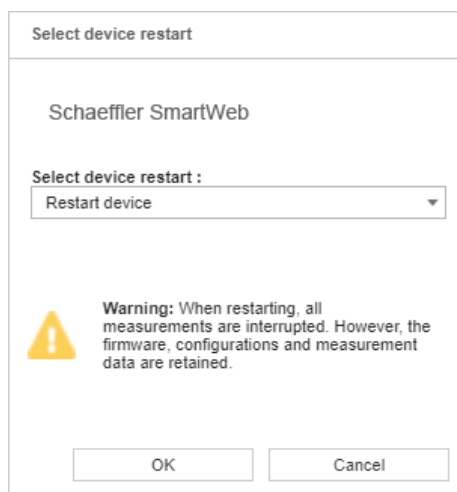 Select device restart
Schaeffler SmartWeb
Select device restart :
Restart device
Warning: When restarting, all
measurements are interrupted. However, the
firmware, configurations and measurement
data are retained.
OK
Cancel